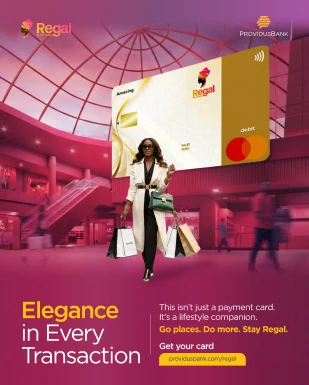 Regal
PROVIDUSBANK
Amazing
Regal
debit
Elegance
in Every
Transaction
This isn't just a payment card.
It's a lifestyle companion.
Go places. Do more. Stay Regal.
Get your card
providusbank.com/regal